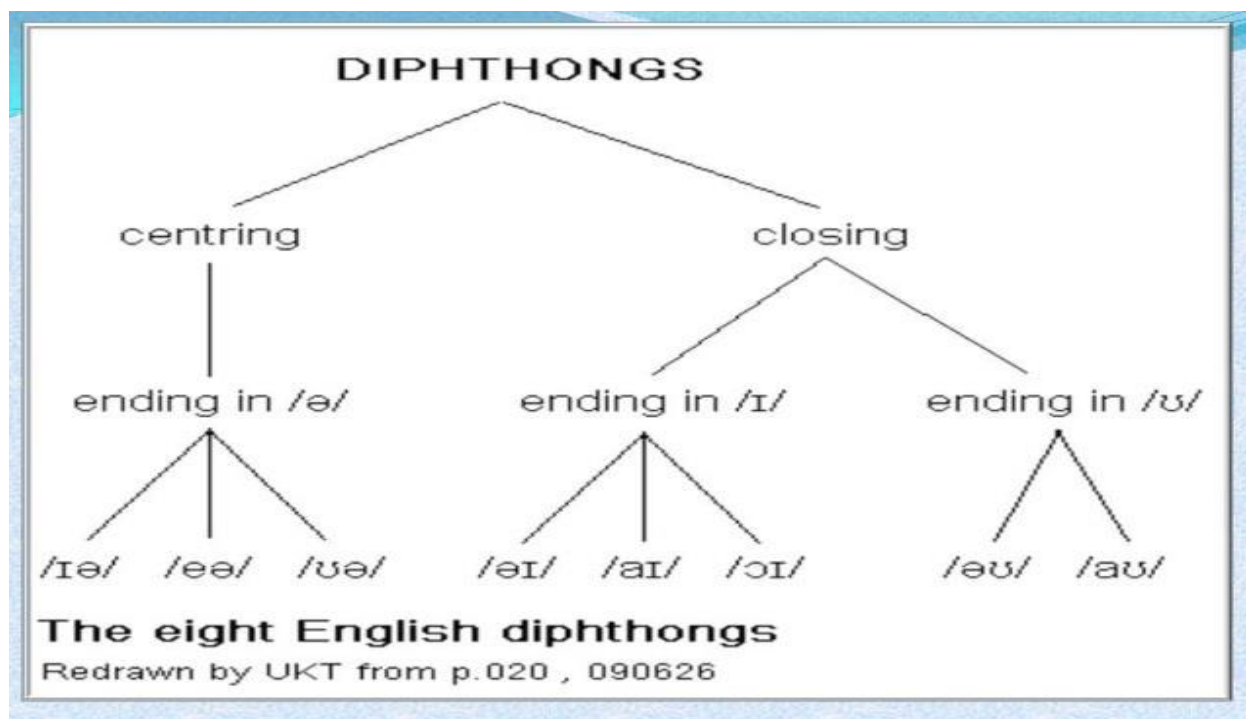 DIPHTHONGS
centring closing
ending in /ə/ ending in /ɪ/ ending in /ʊ/
/ɪə/ /eə/ /ʊə/ /əɪ/ /aɪ/ /ɔɪ/ /əʊ/ /aʊ/
The eight English diphthongs
Redrawn by UKT from p.020 , 090626